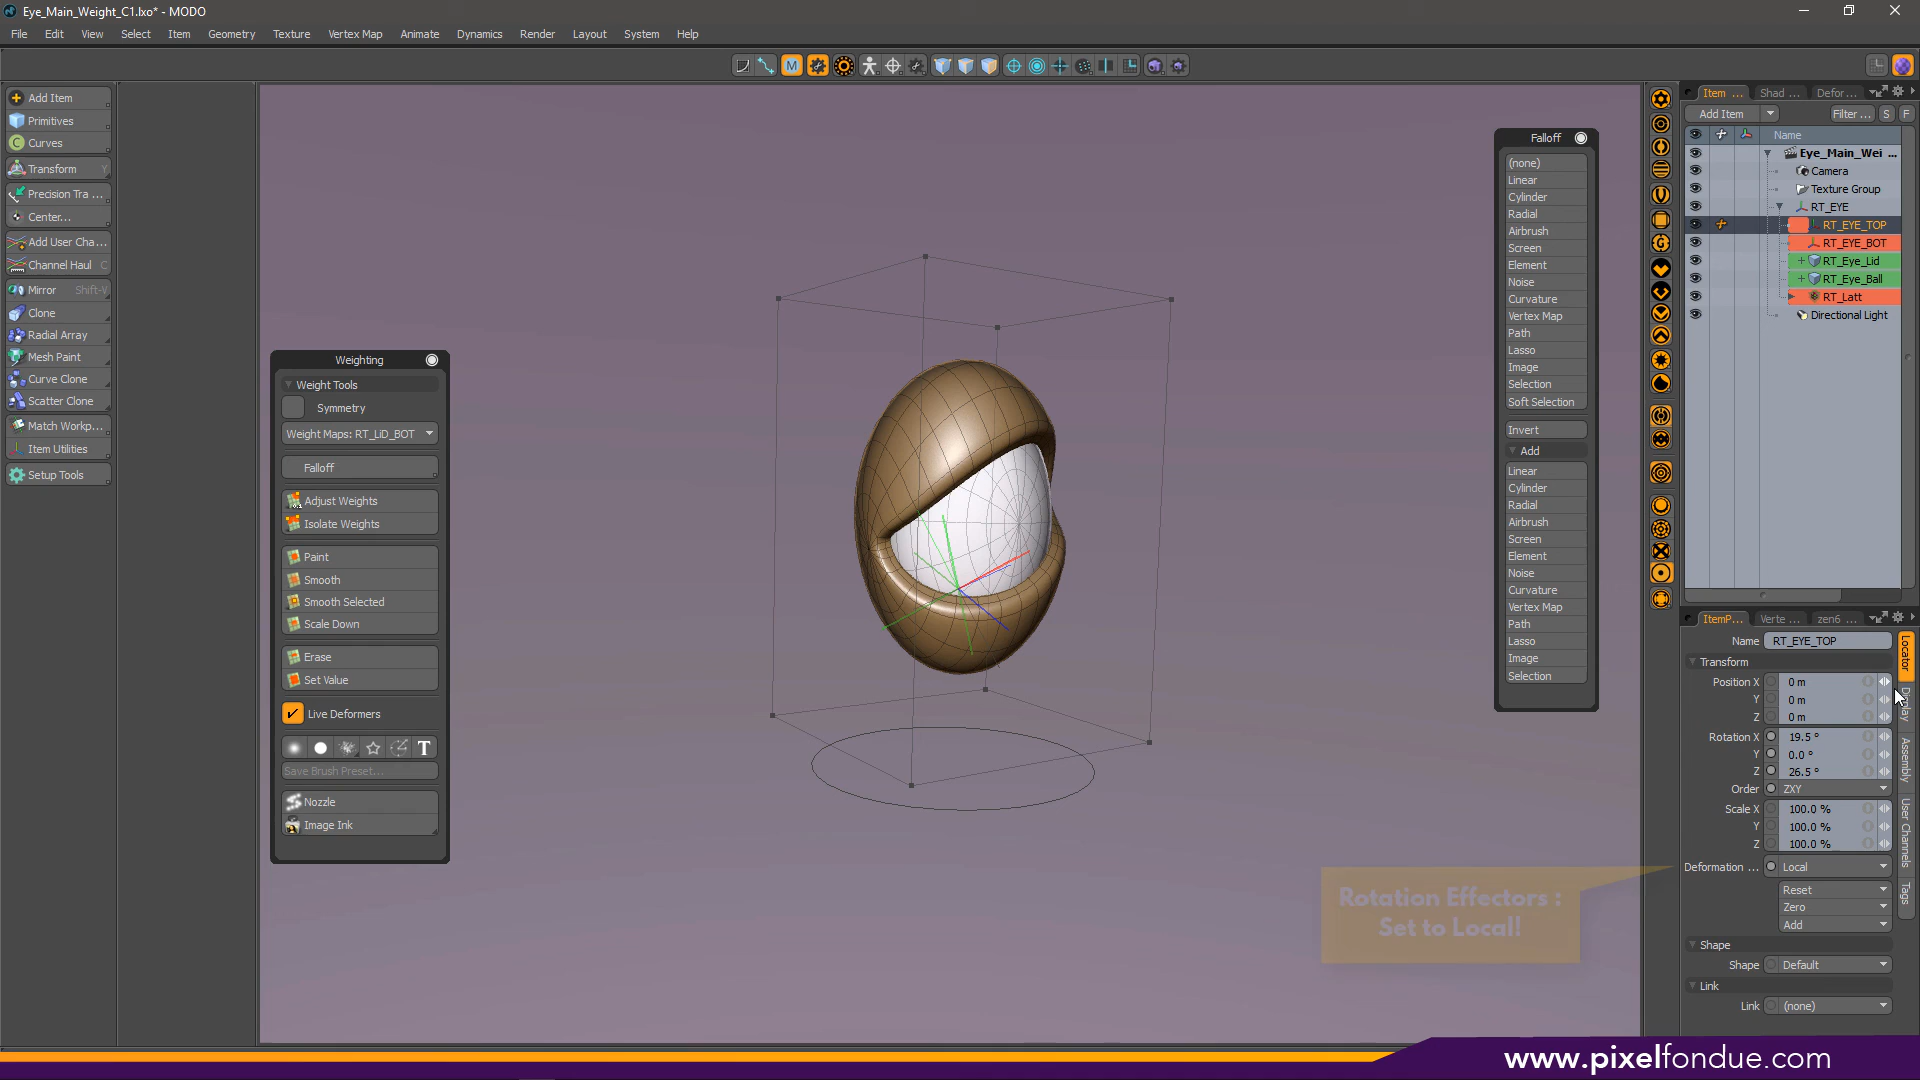 Eye_Main_Weight_C1.lxo* - MODO
File Edit View Select Item Geometry Texture Vertex Map Animate Dynamics Render Layout System Help
Add Item
Primitives
Curves
Transform Y
Precision Tra ...
Center...
Add User Cha...
Channel Haul C
Mirror Shift-V
Clone
Radial Array
Mesh Paint
Curve Clone
Scatter Clone
Match Workp...
Item Utilities
Setup Tools
Weighting
Weight Tools
Symmetry
Weight Maps: RT_LiD_BOT
Falloff
Adjust Weights
Isolate Weights
Paint
Smooth
Smooth Selected
Scale Down
Erase
Set Value
Live Deformers
T
Save Brush Preset...
Nozzle
Image Ink
Falloff
(none)
Linear
Cylinder
Radial
Airbrush
Screen
Element
Noise
Curvature
Vertex Map
Path
Lasso
Image
Selection
Soft Selection
Invert
Add
Linear
Cylinder
Radial
Airbrush
Screen
Element
Noise
Curvature
Vertex Map
Path
Lasso
Image
Selection
Item ... Shad ... Defor...
Add Item Filter ... S F
Name
Eye_Main_Wei ...
Camera
Texture Group
RT_EYE
RT_EYE_TOP
RT_EYE_BOT
RT_Eye_Lid
RT_Eye_Ball
RT_Latt
Directional Light
ItemP... Verte ... zen6 ...
Name RT_EYE_TOP
Transform
Position X 0 m
Y 0 m
Z 0 m
Rotation X 19.5 °
Y 0.0 °
Z 26.5 °
Order ZXY
Scale X 100.0 %
Y 100.0 %
Z 100.0 %
Deformation ... Local
Reset
Zero
Add
Shape
Shape Default
Link
Link (none)
Locator
Display
Assembly
User Channels
Tags
Rotation Effectors :
Set to Local!
www.pixelfondue.com